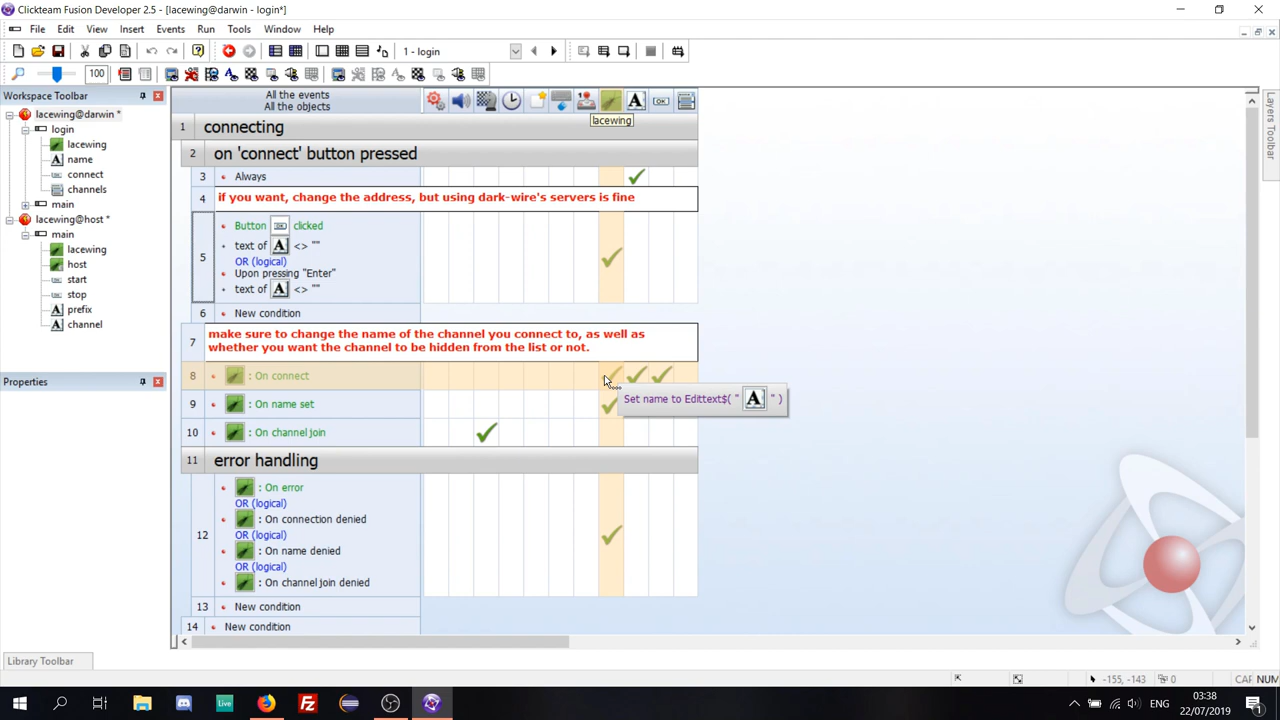 Clickteam Fusion Developer 2.5 - [lacewing@darwin - login*]
File Edit View Insert Events Run Tools Window Help
1 - login
100
Workspace Toolbar
lacewing@darwin *
login
lacewing
name
connect
channels
main
lacewing@host *
main
lacewing
host
start
stop
prefix
channel
Properties
Library Toolbar
All the events
All the objects
lacewing
1 connecting
2 on 'connect' button pressed
3 Always
4 if you want, change the address, but using dark-wire's servers is fine
5 Button OK clicked
text of A <> ""
OR (logical)
Upon pressing "Enter"
text of A <> ""
6 New condition
7 make sure to change the name of the channel you connect to, as well as
whether you want the channel to be hidden from the list or not.
8 : On connect
Set name to Edittext$( " A " )
9 : On name set
10 : On channel join
11 error handling
12 : On error
OR (logical)
: On connection denied
OR (logical)
: On name denied
OR (logical)
: On channel join denied
13 New condition
14 New condition
Layers Toolbar
-155, -143 0 CAP NUM
Live
ENG
03:38
22/07/2019